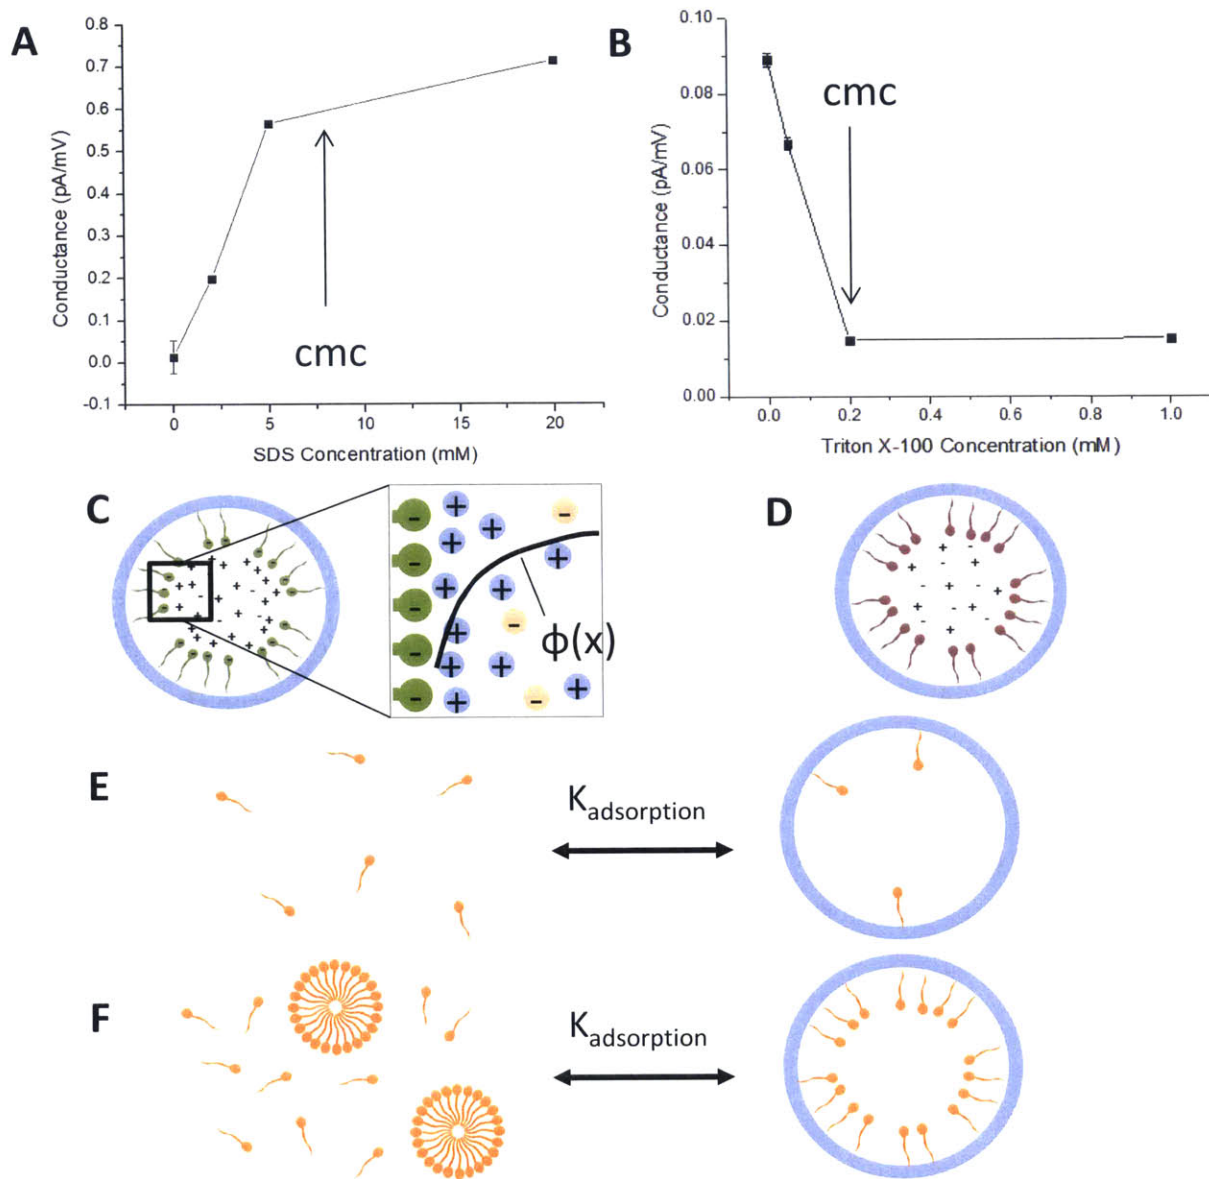 A
0.8
0.7
0.6
0.5
0.4
0.3
0.2
0.1
0.0
-0.1
Conductance (pA/mV)
cmc
0 5 10 15 20
SDS Concentration (mM)
B
0.10
0.08
0.06
0.04
0.02
0.00
Conductance (pA/mV)
cmc
0.0 0.2 0.4 0.6 0.8 1.0
Triton X-100 Concentration (mM)
C
ϕ(x)
D
E
K adsorption
F
K adsorption